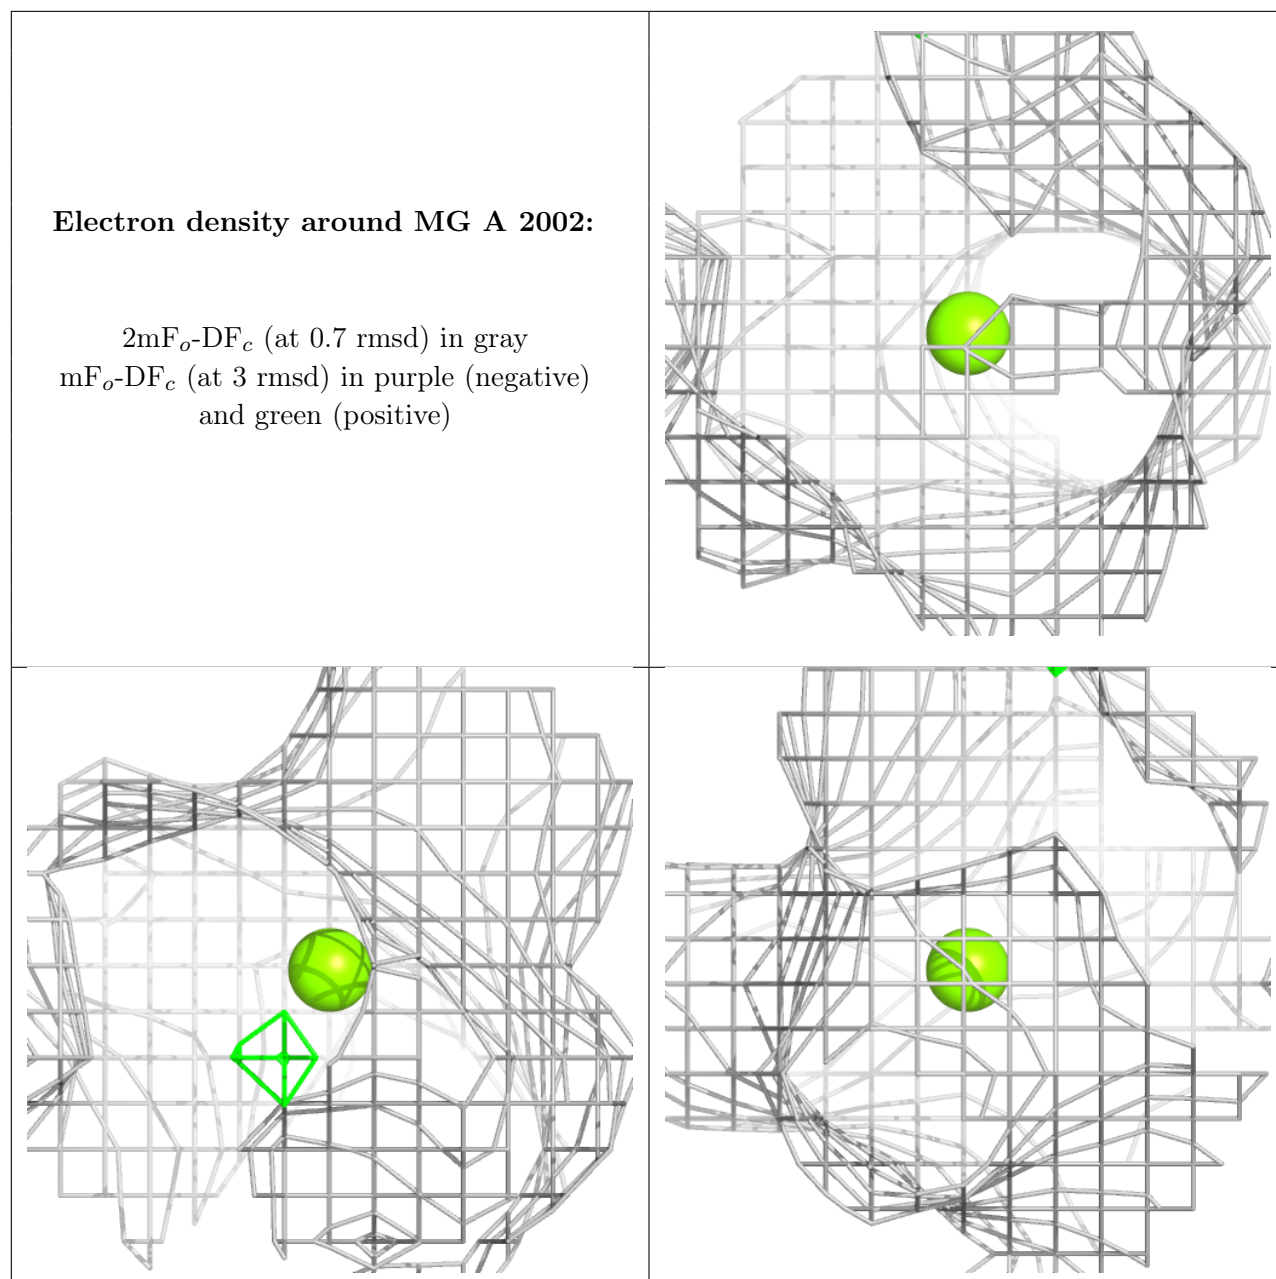 Electron density around MG A 2002:
2mFo-DFc (at 0.7 rmsd) in gray
mFo-DFc (at 3 rmsd) in purple (negative)
and green (positive)